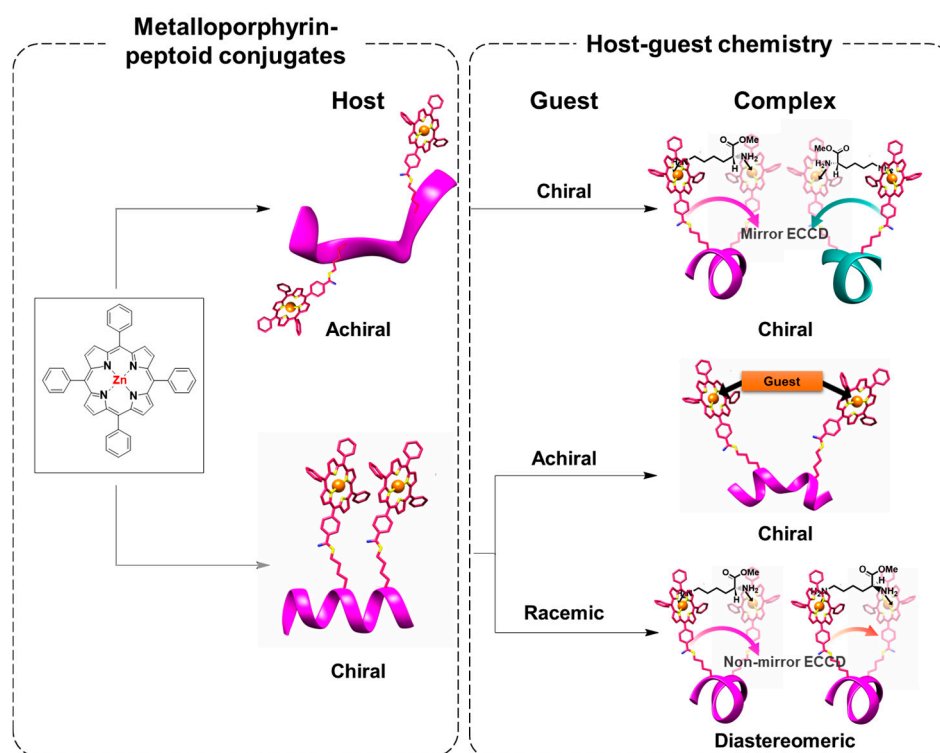 Metalloporphyrin-
peptoid conjugates
Host-guest chemistry
Host
Guest
Complex
Achiral
N
N
Zn
N
N
Chiral
Chiral
OMe
O
NH₂
H
MeO
O
H₂N
H
Mirror ECCD
Chiral
Achiral
Guest
Chiral
Racemic
OMe
O
NH₂
H
OMe
O
H
NH₂
Non-mirror ECCD
Diastereomeric